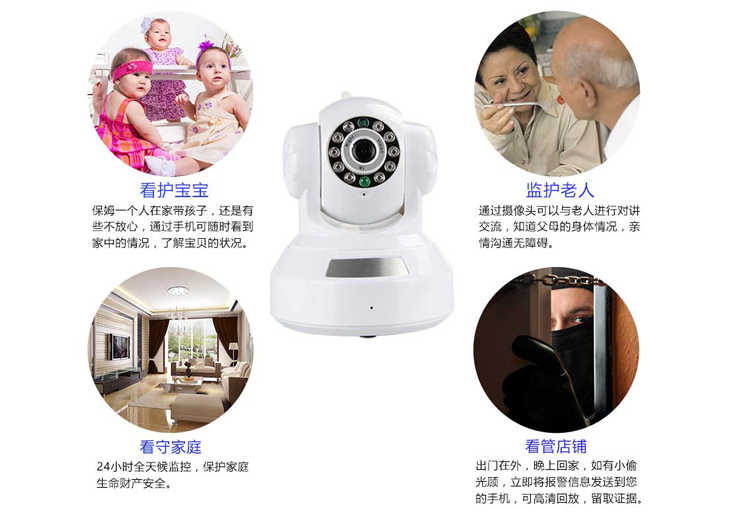 看护宝宝
保姆一个人在家带孩子，还是有
些不放心，通过手机可随时看到
家中的情况，了解宝贝的状况。
监护老人
通过摄像头可以与老人进行对讲
交流，知道父母的身体情况，亲
情沟通无障碍。
看守家庭
24小时全天候监控，保护家庭
生命财产安全。
看管店铺
出门在外，晚上回家，如有小偷
光顾，立即将报警信息发送到您
的手机，可高清回放，留取证据。